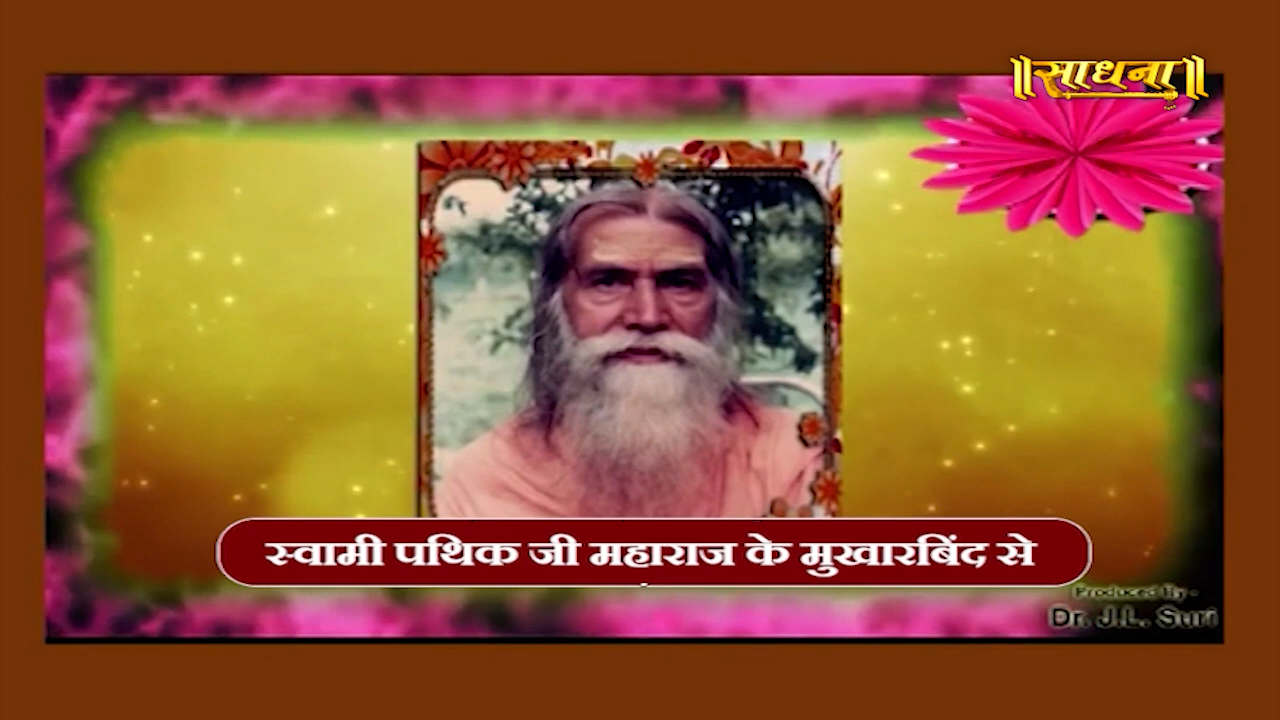 ॥साधना॥
स्वामी पथिक जी महाराज के मुखारबिंद से
Produced By -
Dr. J.L. Suri